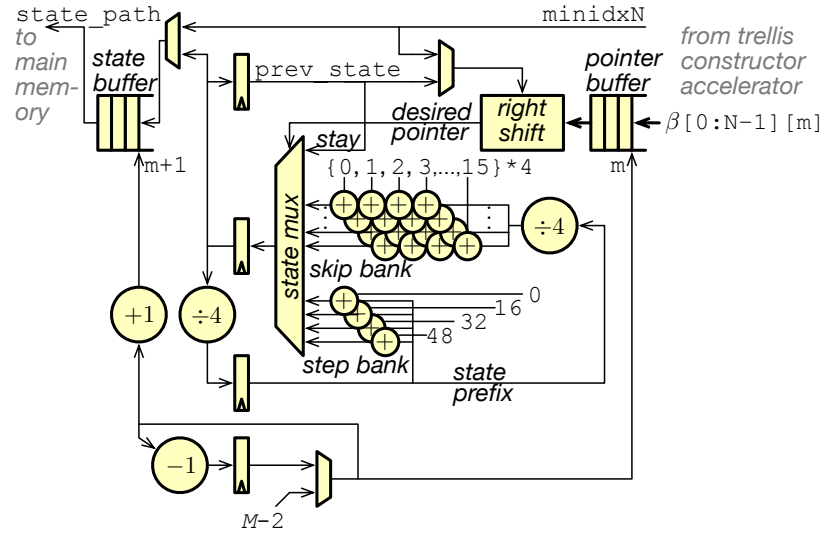 state_path
minidxN
to
main
mem-
ory
state
buffer
prev_state
pointer
buffer
from trellis
constructor
accelerator
desired
pointer
right
shift
β[0:N-1][m]
stay
m+1
m
{0,1,2,3,...,15}*4
state mux
÷4
skip bank
+1
÷4
0
16
32
48
step bank
state
prefix
−1
M-2